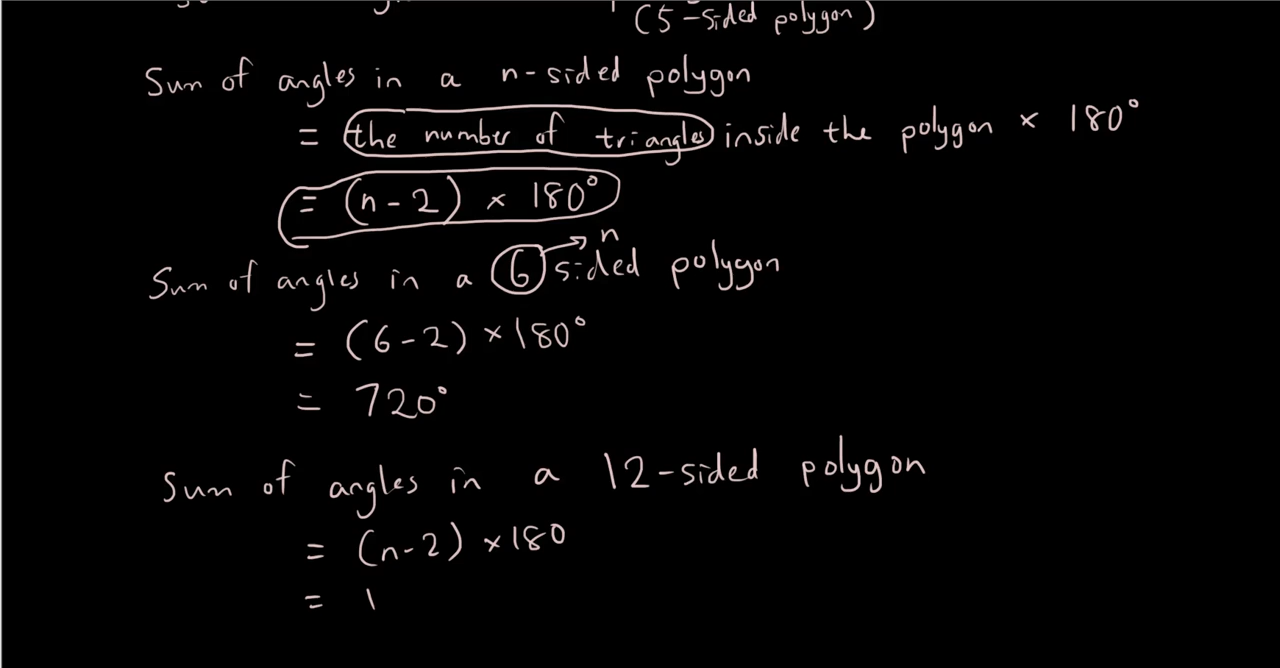 (5-sided polygon)
Sum of angles in a n-sided polygon
= the number of triangles inside the polygon × 180°
= (n-2) × 180°
n
Sum of angles in a 6 sided polygon
= (6-2) × 180°
= 720°
Sum of angles in a 12-sided polygon
= (n-2) × 180
= 1